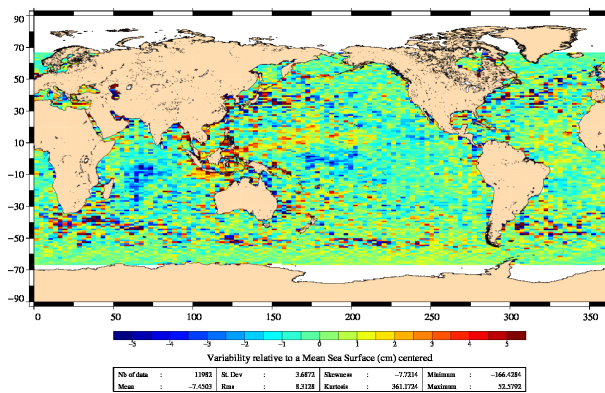 90
70
50
30
10
−10
−30
−50
−70
−90
0 50 100 150 200 250 300 350
−5 −4 −3 −2 −1 0 1 2 3 4 5
Variability relative to a Mean Sea Surface (cm) centered
Nb of data : 11982 St. Dev : 3.6872 Skewness : −7.7214 Minimum : −166.4284
Mean : −7.4503 Rms : 8.3128 Kurtosis : 361.1724 Maximum : 52.5792